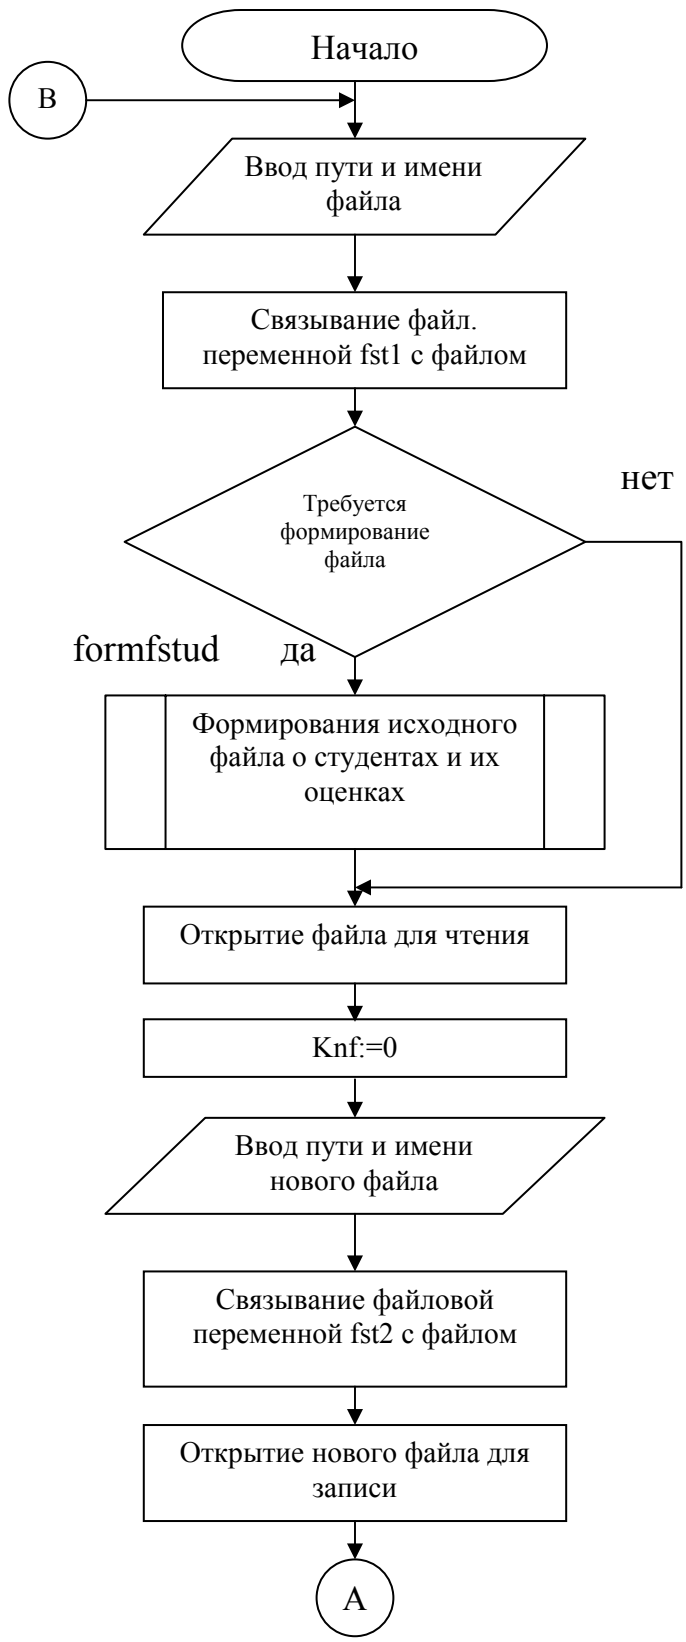 Начало
В
Ввод пути и имени
файла
Связывание файл.
переменной fst1 с файлом
нет
Требуется
формирование
файла
formfstud да
Формирования исходного
файла о студентах и их
оценках
Открытие файла для чтения
Knf:=0
Ввод пути и имени
нового файла
Связывание файловой
переменной fst2 с файлом
Открытие нового файла для
записи
А